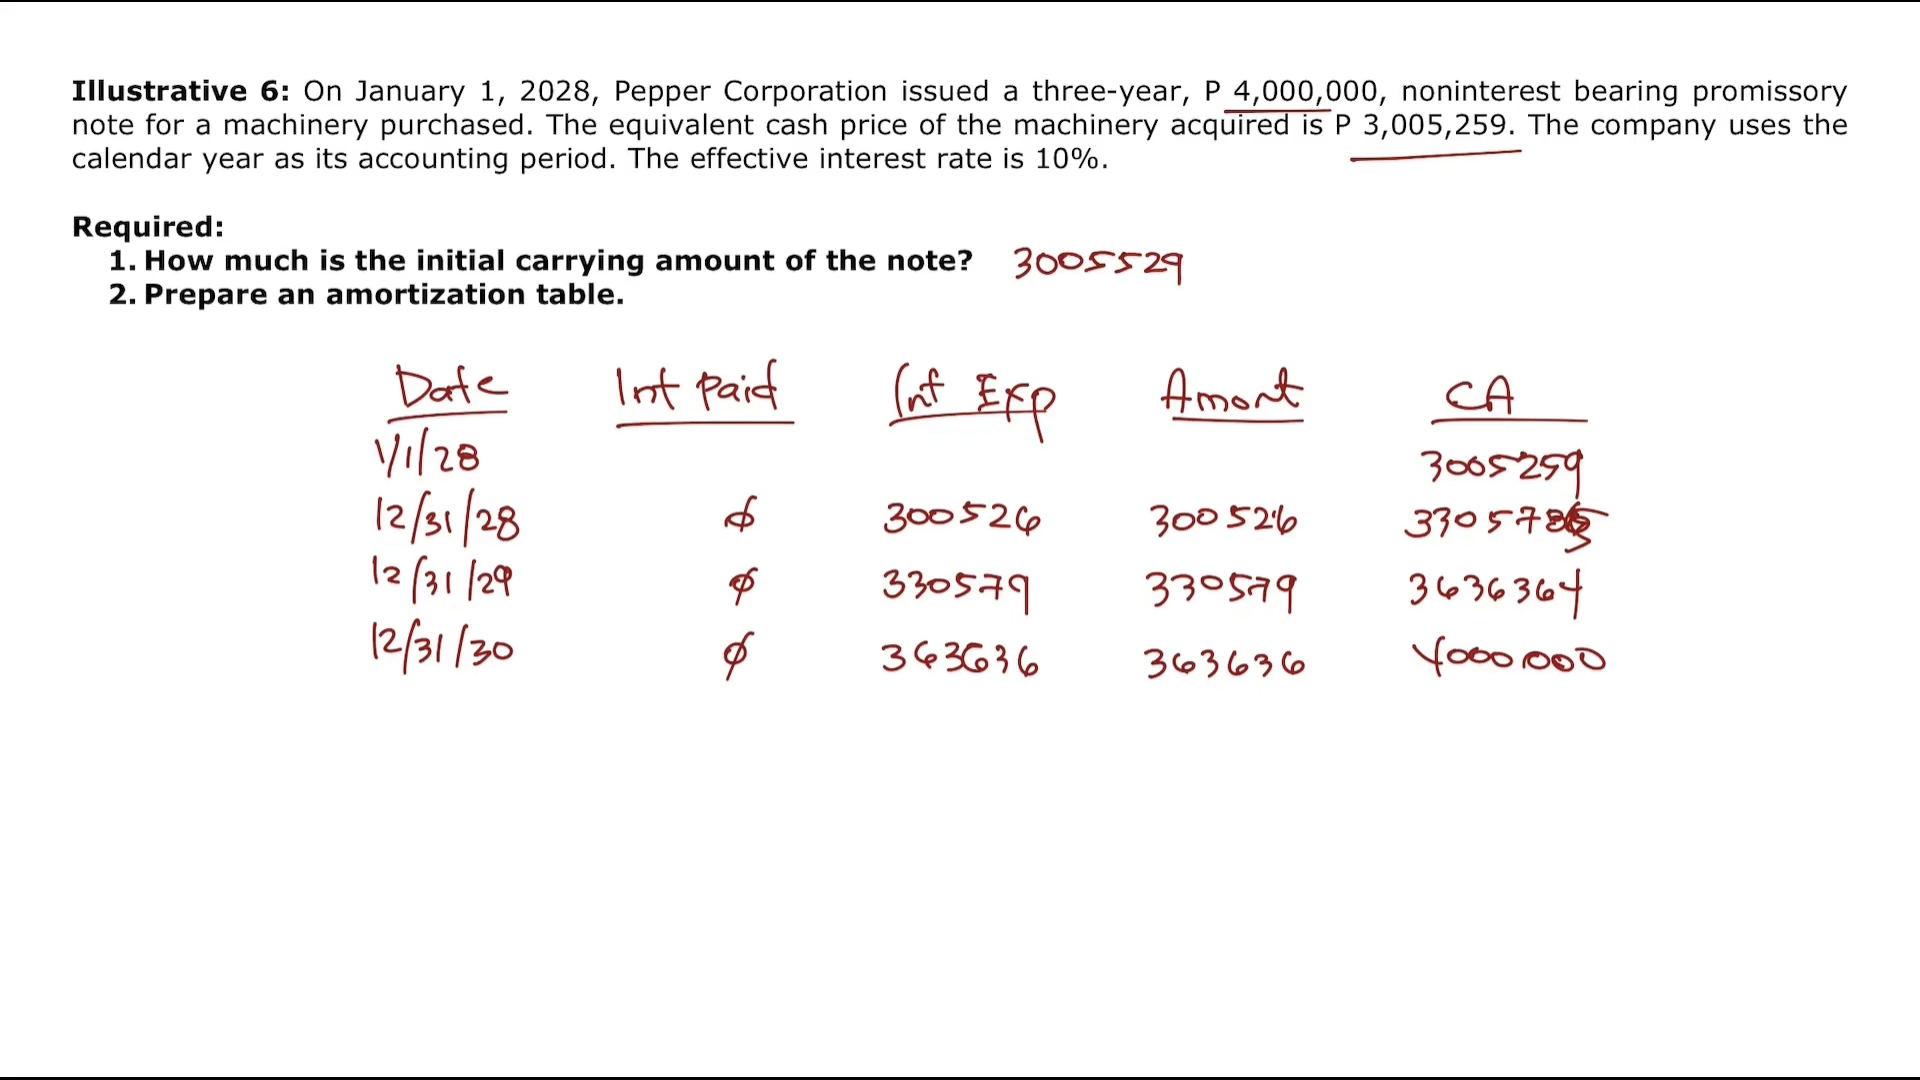 Illustrative 6: On January 1, 2028, Pepper Corporation issued a three-year, P 4,000,000, noninterest bearing promissory
note for a machinery purchased. The equivalent cash price of the machinery acquired is P 3,005,259. The company uses the
calendar year as its accounting period. The effective interest rate is 10%.
Required:
1. How much is the initial carrying amount of the note? 3005529
2. Prepare an amortization table.
Date Int Paid Int Exp Amort CA
1/1/28 3005259
12/31/28 ∅ 300526 300526 3305785
12/31/29 ∅ 330579 330579 3636364
12/31/30 ∅ 363636 363636 4000000